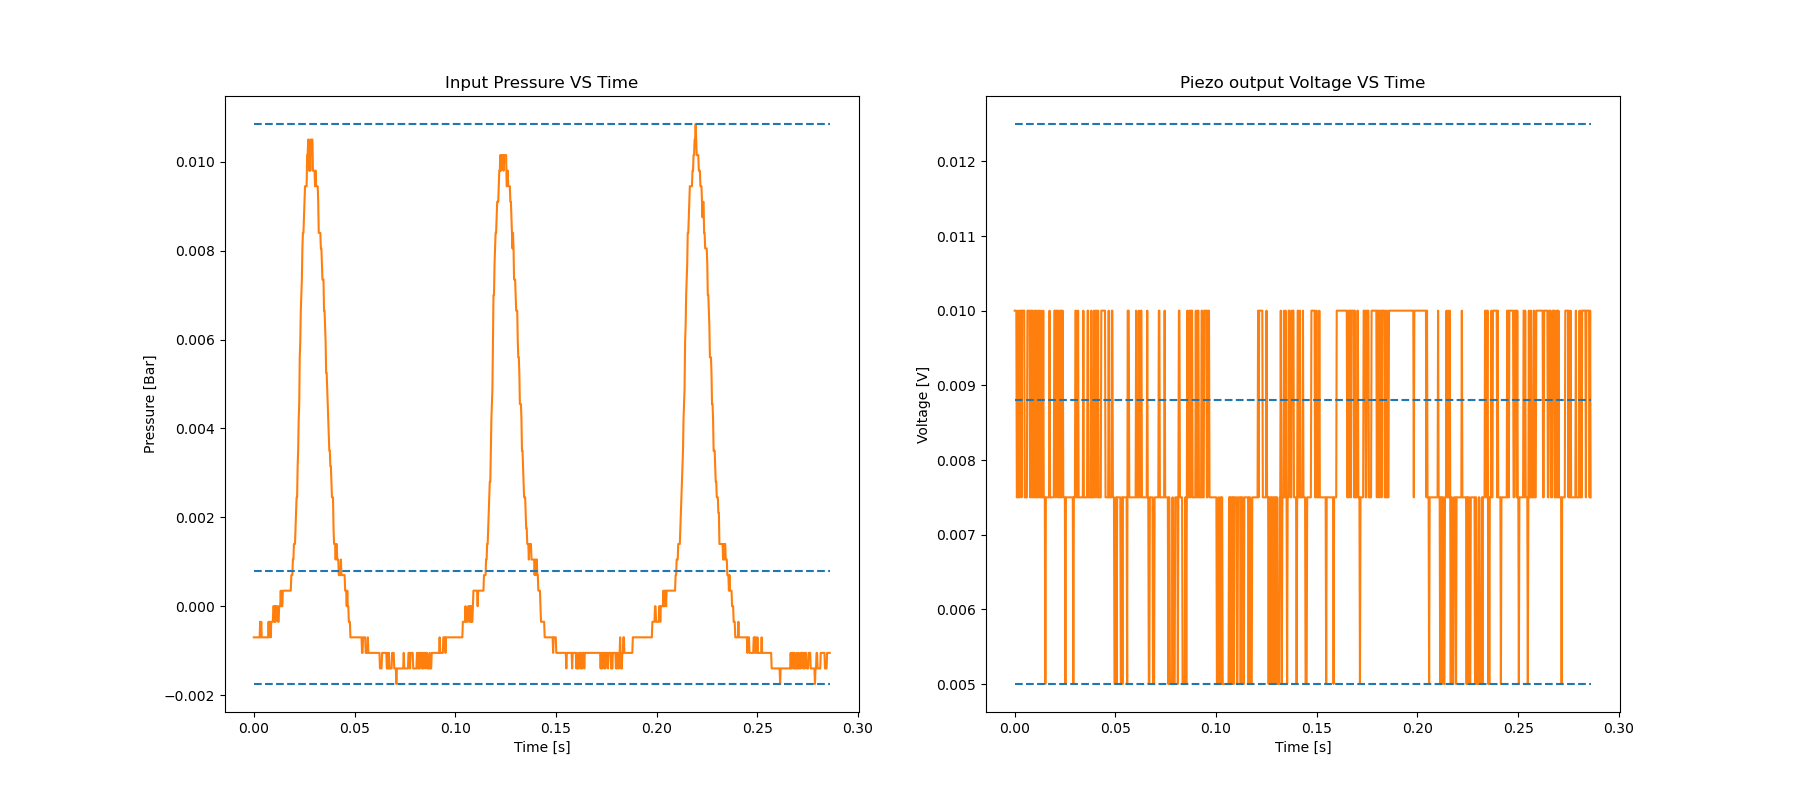 Input Pressure VS Time
Pressure [Bar]
0.010
0.008
0.006
0.004
0.002
0.000
−0.002
0.00 0.05 0.10 0.15 0.20 0.25 0.30
Time [s]
Piezo output Voltage VS Time
Voltage [V]
0.012
0.011
0.010
0.009
0.008
0.007
0.006
0.005
0.00 0.05 0.10 0.15 0.20 0.25 0.30
Time [s]